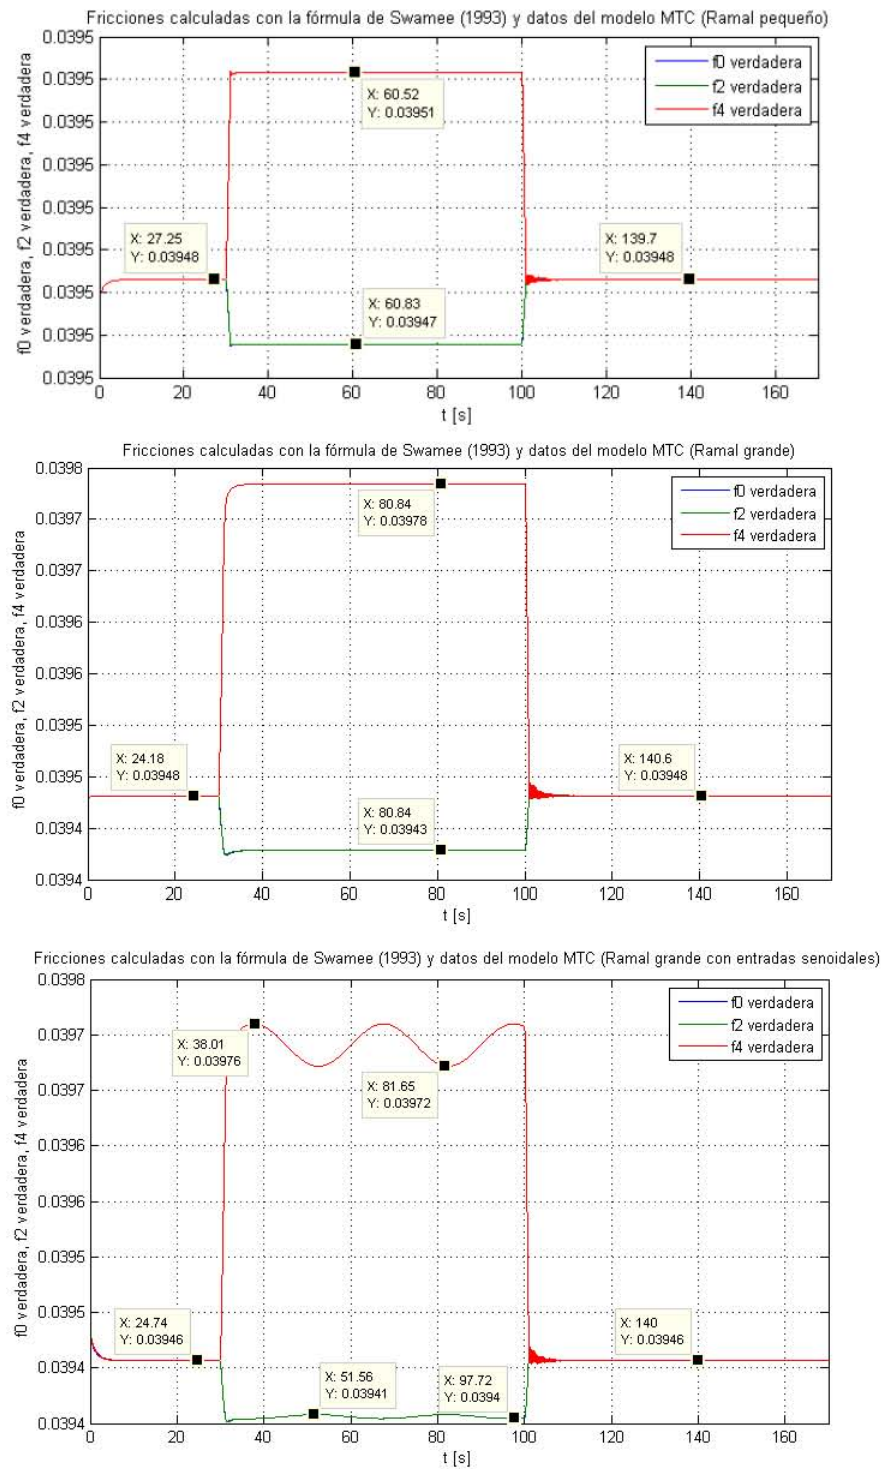 Fricciones calculadas con la fórmula de Swamee (1993) y datos del modelo MTC (Ramal pequeño)
f0 verdadera, f2 verdadera, f4 verdadera
0.0395
0.0395
0.0395
0.0395
0.0395
0.0395
0.0395
0.0395
0.0395
f0 verdadera
f2 verdadera
f4 verdadera
X: 60.52
Y: 0.03951
X: 27.25
Y: 0.03948
X: 139.7
Y: 0.03948
X: 60.83
Y: 0.03947
0 20 40 60 80 100 120 140 160
t [s]
Fricciones calculadas con la fórmula de Swamee (1993) y datos del modelo MTC (Ramal grande)
f0 verdadera, f2 verdadera, f4 verdadera
0.0398
0.0397
0.0397
0.0396
0.0396
0.0395
0.0395
0.0394
0.0394
f0 verdadera
f2 verdadera
f4 verdadera
X: 80.84
Y: 0.03978
X: 24.18
Y: 0.03948
X: 140.6
Y: 0.03948
X: 80.84
Y: 0.03943
0 20 40 60 80 100 120 140 160
t [s]
Fricciones calculadas con la fórmula de Swamee (1993) y datos del modelo MTC (Ramal grande con entradas senoidales)
f0 verdadera, f2 verdadera, f4 verdadera
0.0398
0.0397
0.0397
0.0396
0.0396
0.0395
0.0395
0.0394
0.0394
f0 verdadera
f2 verdadera
f4 verdadera
X: 38.01
Y: 0.03976
X: 81.65
Y: 0.03972
X: 24.74
Y: 0.03946
X: 140
Y: 0.03946
X: 51.56
Y: 0.03941
X: 97.72
Y: 0.0394
0 20 40 60 80 100 120 140 160
t [s]